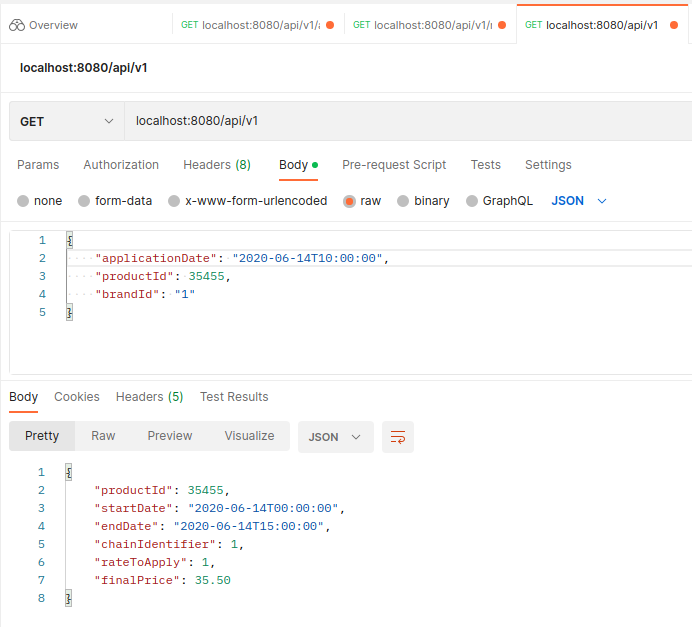 Overview
GET localhost:8080/api/v1/
GET localhost:8080/api/v1/
GET localhost:8080/api/v1
localhost:8080/api/v1
GET localhost:8080/api/v1
Params Authorization Headers (8) Body Pre-request Script Tests Settings
none form-data x-www-form-urlencoded raw binary GraphQL JSON
1 {
2 "applicationDate": "2020-06-14T10:00:00",
3 "productId": 35455,
4 "brandId": "1"
5 }
Body Cookies Headers (5) Test Results
Pretty Raw Preview Visualize JSON
1 {
2 "productId": 35455,
3 "startDate": "2020-06-14T00:00:00",
4 "endDate": "2020-06-14T15:00:00",
5 "chainIdentifier": 1,
6 "rateToApply": 1,
7 "finalPrice": 35.50
8 }